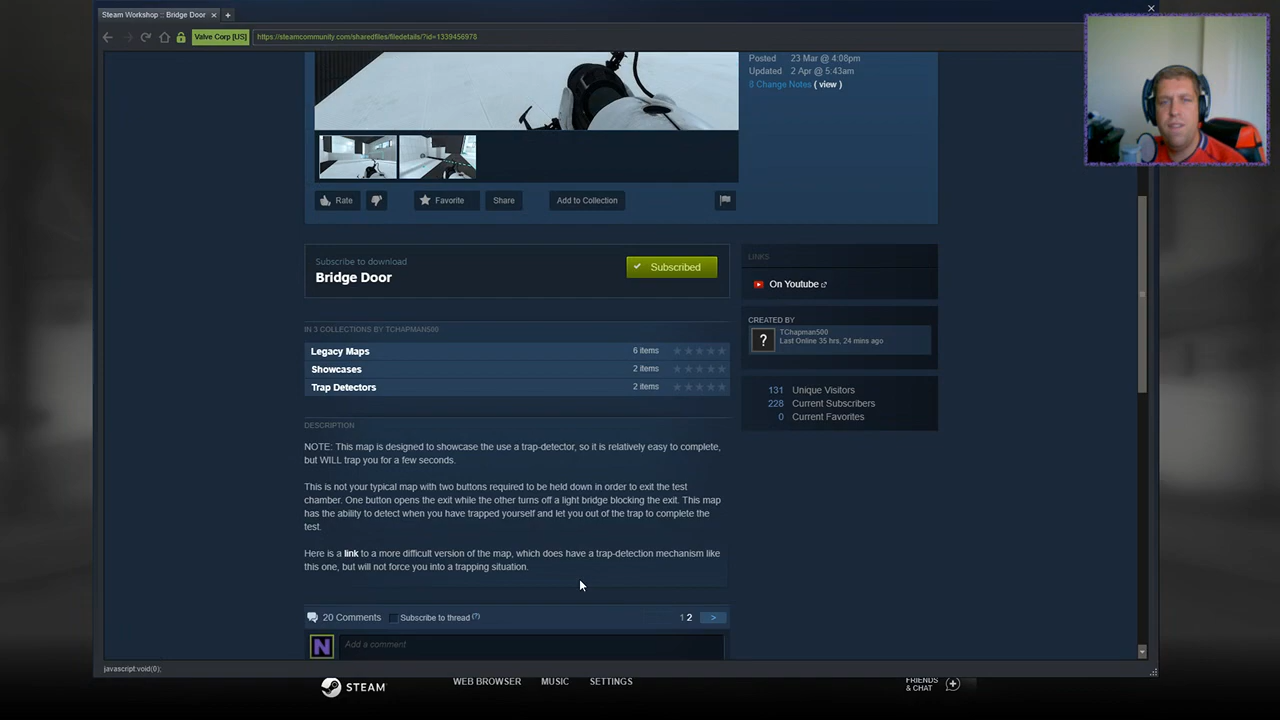 Steam Workshop :: Bridge Door
Valve Corp [US]
https://steamcommunity.com/sharedfiles/filedetails/?id=1339456978
Posted 23 Mar @ 4:08pm
Updated 2 Apr @ 5:43am
8 Change Notes ( view )
Rate
Favorite
Share
Add to Collection
Subscribe to download
Bridge Door
Subscribed
LINKS
On Youtube
CREATED BY
TChapman500
Last Online 35 hrs, 24 mins ago
IN 3 COLLECTIONS BY TCHAPMAN500
Legacy Maps 6 items
Showcases 2 items
Trap Detectors 2 items
131 Unique Visitors
228 Current Subscribers
0 Current Favorites
DESCRIPTION
NOTE: This map is designed to showcase the use a trap-detector, so it is relatively easy to complete,
but WILL trap you for a few seconds.
This is not your typical map with two buttons required to be held down in order to exit the test
chamber. One button opens the exit while the other turns off a light bridge blocking the exit. This map
has the ability to detect when you have trapped yourself and let you out of the trap to complete the
test.
Here is a link to a more difficult version of the map, which does have a trap-detection mechanism like
this one, but will not force you into a trapping situation.
20 Comments Subscribe to thread (?) 1 2 >
N Add a comment
javascript:void(0);
STEAM
WEB BROWSER MUSIC SETTINGS
FRIENDS
& CHAT